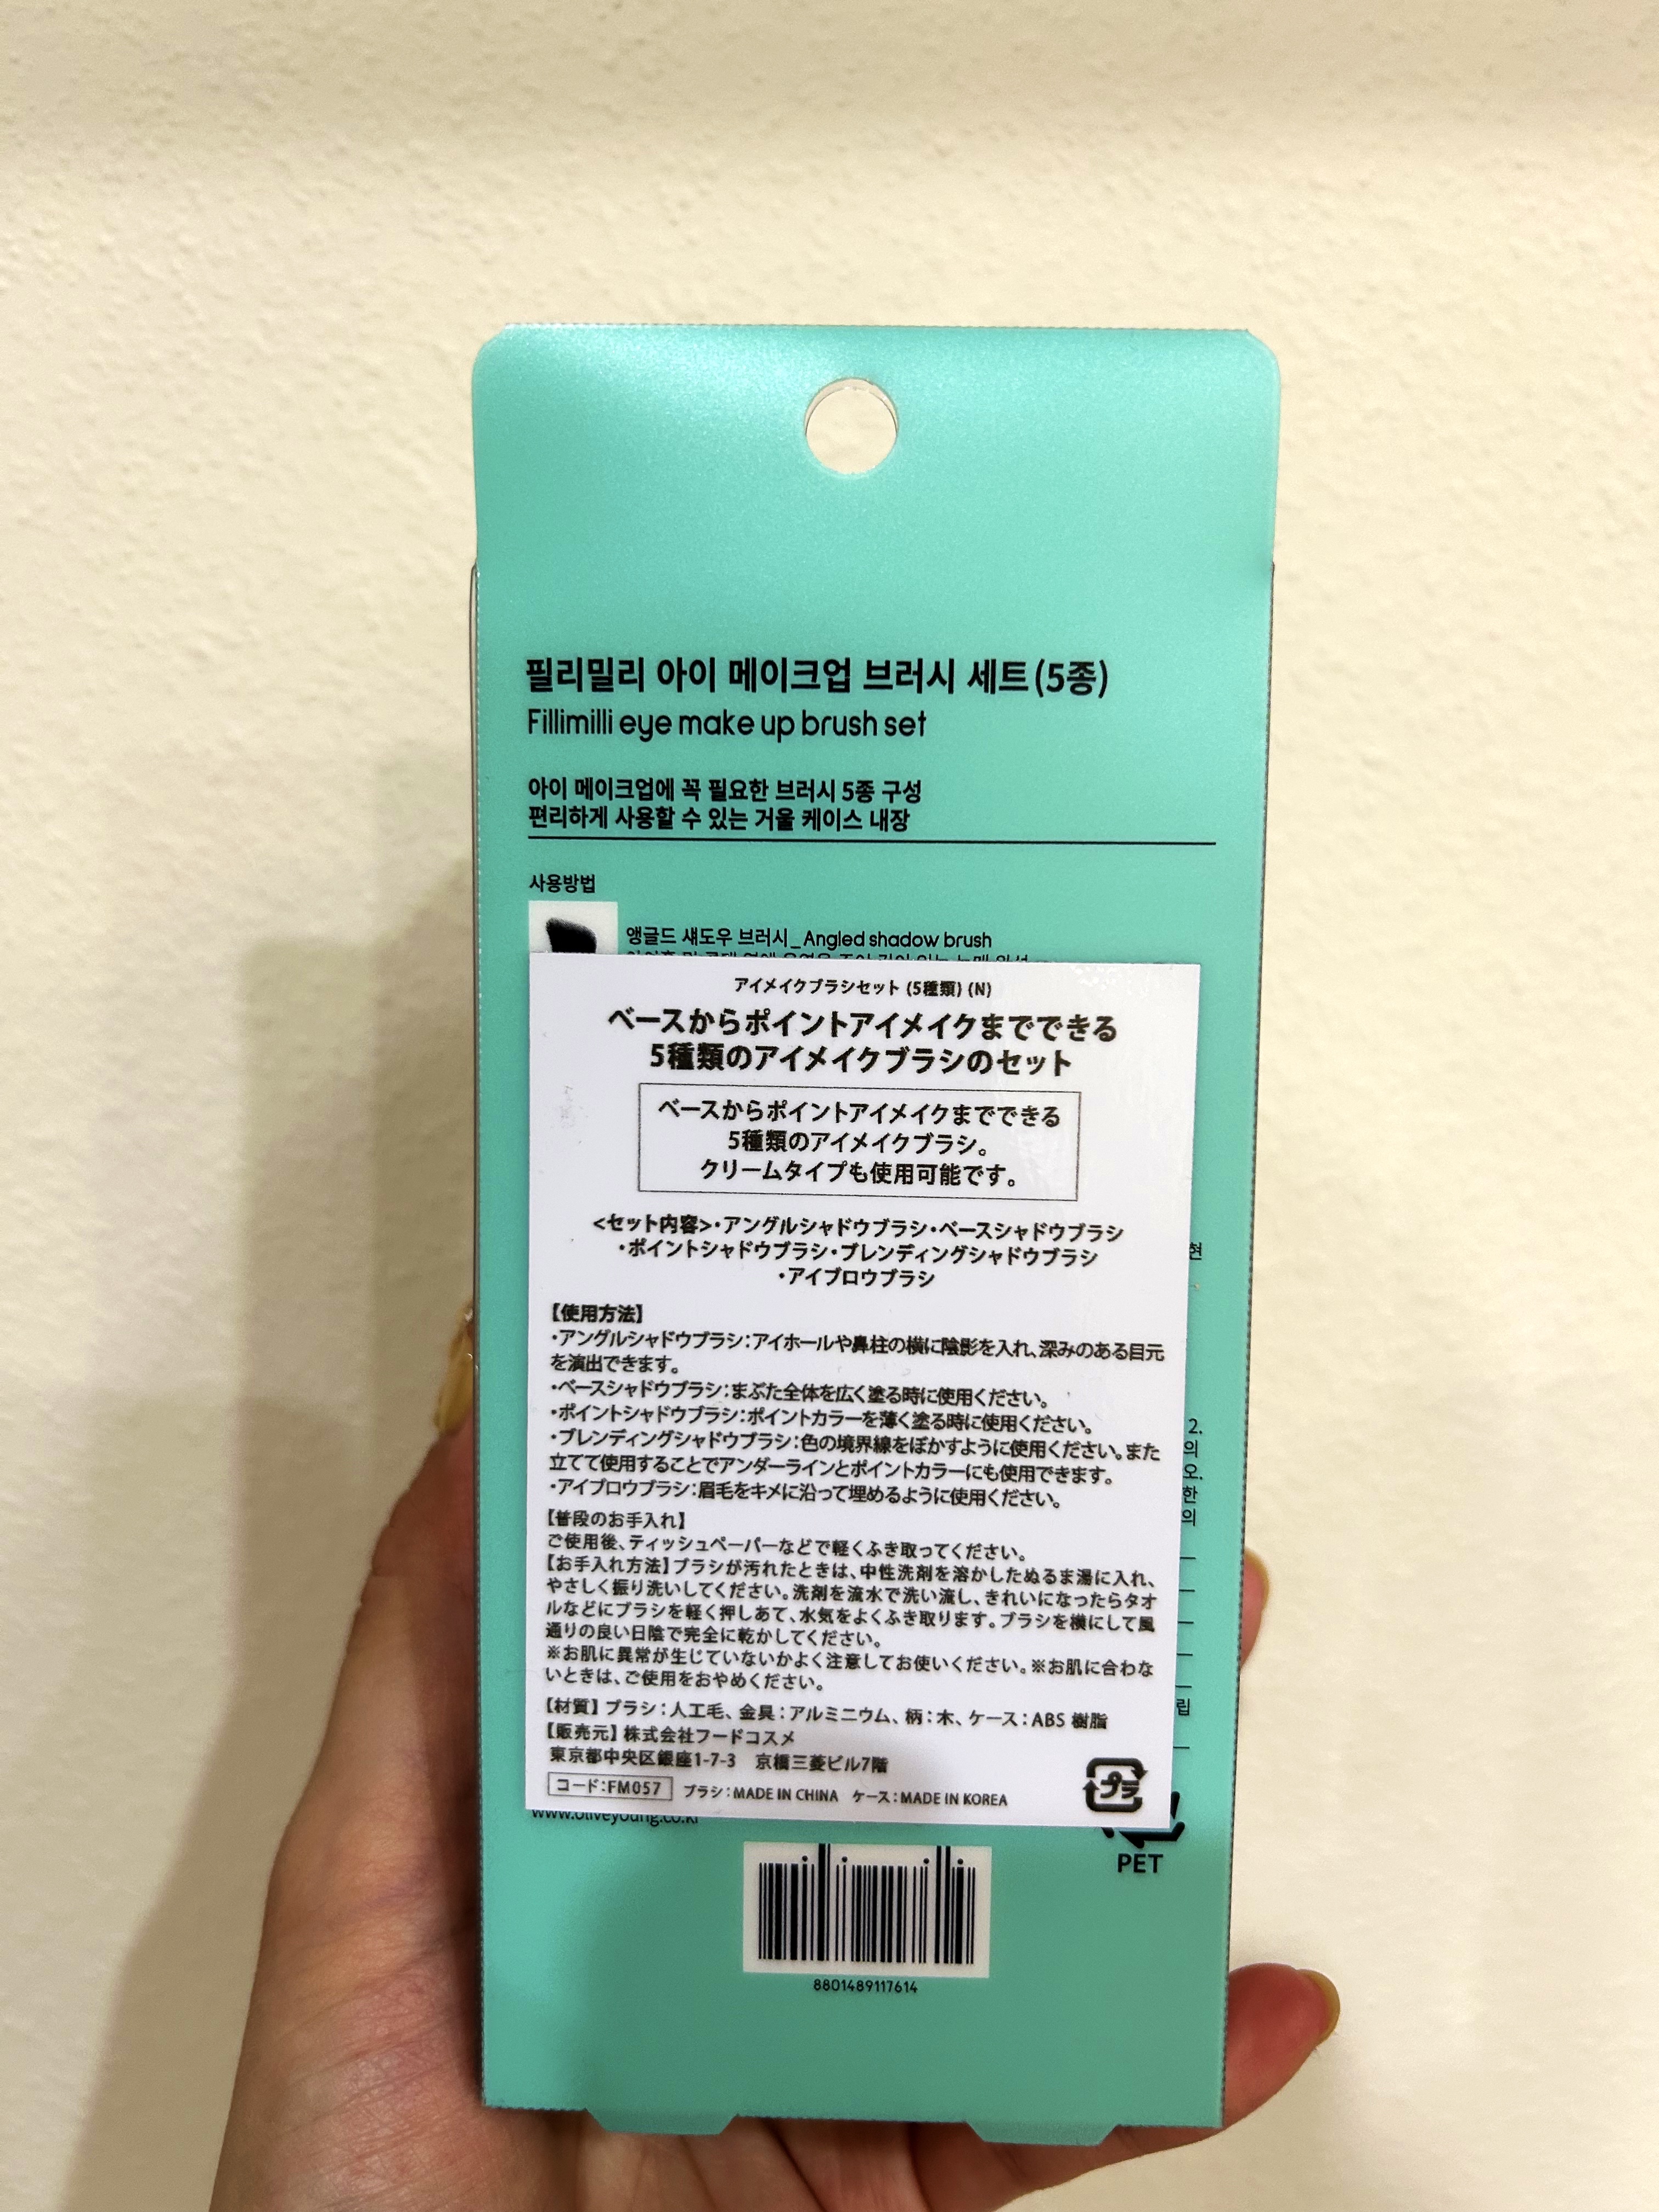 필리밀리 아이 메이크업 브러시 세트(5종)
Fillimilli eye make up brush set
아이 메이크업에 꼭 필요한 브러시 5종 구성
편리하게 사용할 수 있는 거울 케이스 내장
사용방법
앵글드 섀도우 브러시_Angled shadow brush
アイメイクブラシセット (5種類) (N)
ベースからポイントアイメイクまでできる
5種類のアイメイクブラシのセット
ベースからポイントアイメイクまでできる
5種類のアイメイクブラシ。
クリームタイプも使用可能です。
<セット内容>・アングルシャドウブラシ・ベースシャドウブラシ
・ポイントシャドウブラシ・ブレンディングシャドウブラシ
・アイブロウブラシ
【使用方法】
・アングルシャドウブラシ：アイホールや鼻柱の横に陰影を入れ、深みのある目元
を演出できます。
・ベースシャドウブラシ：まぶた全体を広く塗る時に使用ください。
・ポイントシャドウブラシ：ポイントカラーを薄く塗る時に使用ください。
・ブレンディングシャドウブラシ：色の境界線をぼかすように使用ください。また
立てて使用することでアンダーラインとポイントカラーにも使用できます。
・アイブロウブラシ：眉毛をキメに沿って埋めるように使用ください。
【普段のお手入れ】
ご使用後、ティッシュペーパーなどで軽くふき取ってください。
【お手入れ方法】ブラシが汚れたときは、中性洗剤を溶かしたぬるま湯に入れ、
やさしく振り洗いしてください。洗剤を流水で洗い流し、きれいになったらタオ
ルなどにブラシを軽く押しあて、水気をよくふき取ります。ブラシを横にして風
通りの良い日陰で完全に乾かしてください。
※お肌に異常が生じていないかよく注意してお使いください。※お肌に合わな
いときは、ご使用をおやめください。
【材質】ブラシ：人工毛、金具：アルミニウム、柄：木、ケース：ABS 樹脂
【販売元】株式会社フードコスメ
東京都中央区銀座1-7-3　京橋三菱ビル7階
コード：FM057 ブラシ：MADE IN CHINA ケース：MADE IN KOREA
プラ
현
2.
의
오.
한
의
립
www.oliveyoung.co.kr
PET
8801489117614